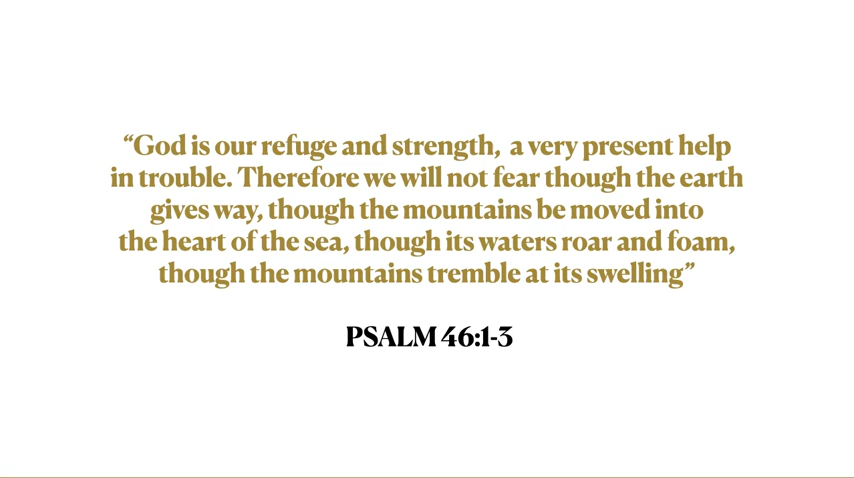 “God is our refuge and strength,  a very present help
in trouble. Therefore we will not fear though the earth
gives way, though the mountains be moved into
the heart of the sea, though its waters roar and foam,
though the mountains tremble at its swelling”
PSALM 46:1-3